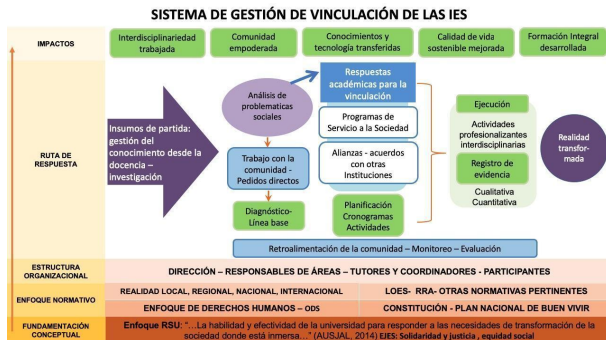 SISTEMA DE GESTIÓN DE VINCULACIÓN DE LAS IES
IMPACTOS
Interdisciplinariedad
trabajada
Comunidad
empoderada
Conocimientos y
tecnología transferidas
Calidad de vida
sostenible mejorada
Formación Integral
desarrollada
RUTA DE
RESPUESTA
Insumos de partida:
gestión del
conocimiento desde la
docencia –
investigación
Análisis de
problematicas
sociales
Trabajo con la
comunidad -
Pedidos directos
Diagnóstico-
Línea base
Respuestas
académicas para la
vinculación
Programas de
Servicio a la Sociedad
Alianzas - acuerdos
con otras
Instituciones
Planificación
Cronogramas
Actividades
Ejecución
Actividades
profesionalizantes
interdisciplinarias
Registro de
evidencia
Cualitativa
Cuantitativa
Realidad
transfor-
mada
Retroalimentación de la comunidad – Monitoreo – Evaluación
ESTRUCTURA
ORGANIZACIONAL
DIRECCIÓN – RESPONSABLES DE ÁREAS – TUTORES Y COORDINADORES - PARTICIPANTES
ENFOQUE NORMATIVO
REALIDAD LOCAL, REGIONAL, NACIONAL, INTERNACIONAL
LOES- RRA- OTRAS NORMATIVAS PERTINENTES
ENFOQUE DE DERECHOS HUMANOS – ODS
CONSTITUCIÓN - PLAN NACIONAL DE BUEN VIVIR
FUNDAMENTACIÓN
CONCEPTUAL
Enfoque RSU: “…La habilidad y efectividad de la universidad para responder a las necesidades de transformación de la
sociedad donde está inmersa…” (AUSJAL, 2014) EJES: Solidaridad y justicia , equidad social